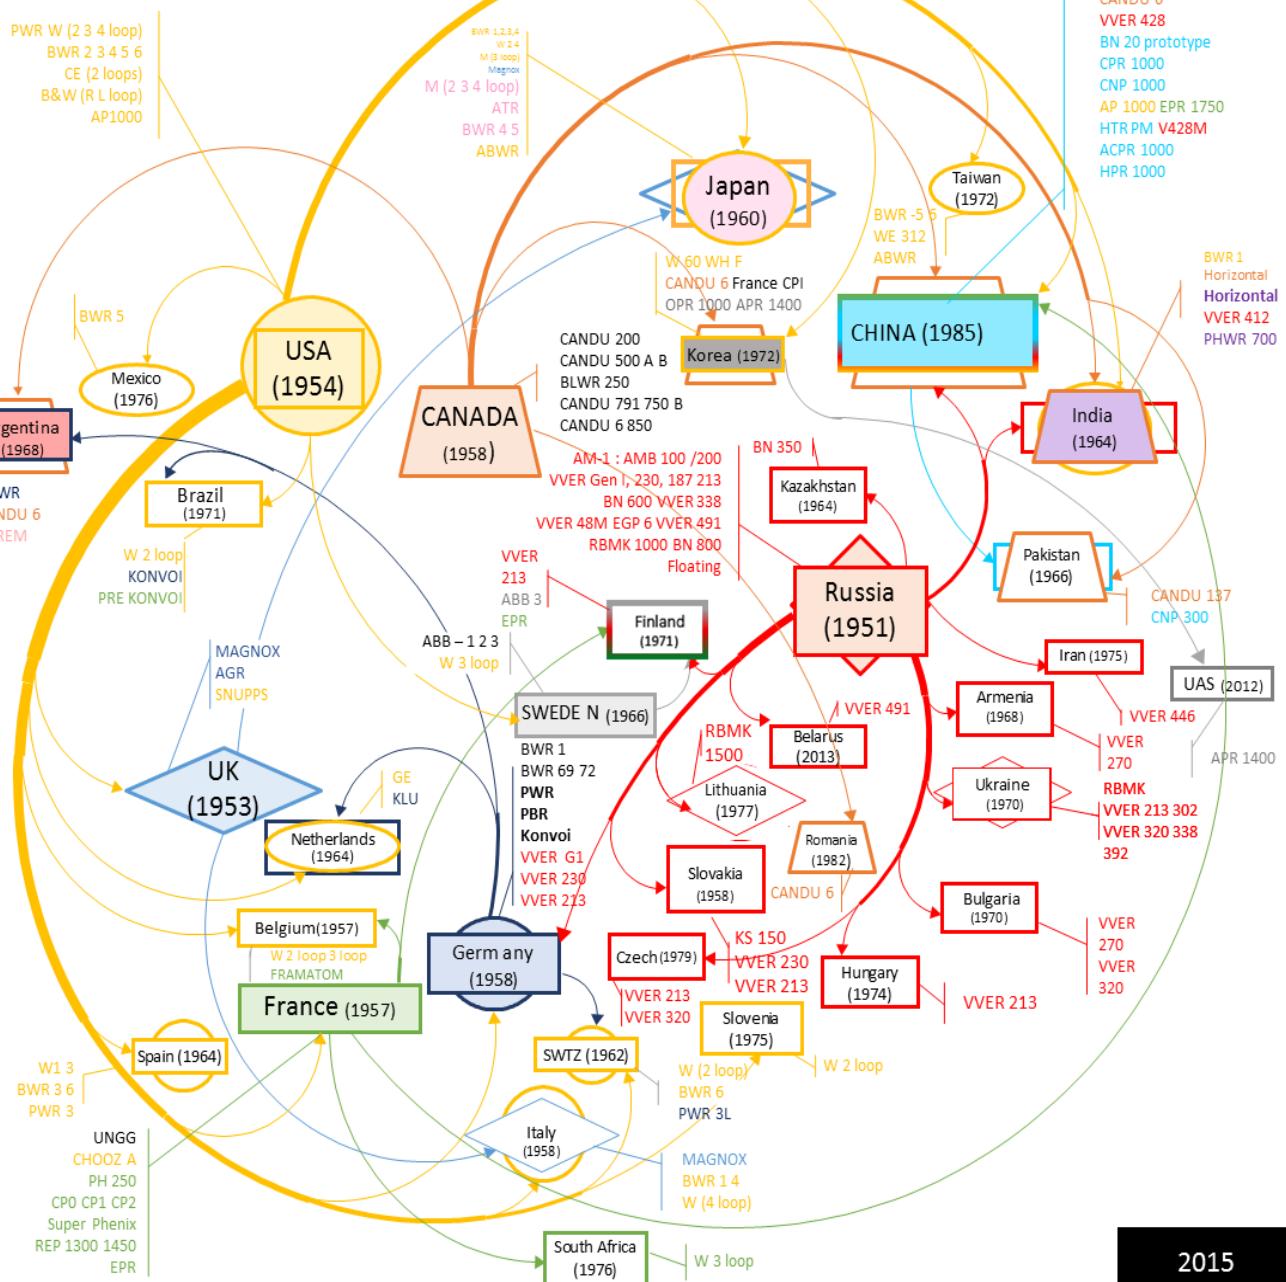 PWR W (2 3 4 loop)
BWR 2 3 4 5 6
CE (2 loops)
B&W (R L loop)
AP1000
BWR 1,2,3,4
W 2 4
M (3 loop)
Magnox
M (2 3 4 loop)
ATR
BWR 4 5
ABWR
VVER 428
BN 20 prototype
CPR 1000
CNP 1000
AP 1000 EPR 1750
HTR PM V428M
ACPR 1000
HPR 1000
Japan
(1960)
Taiwan
(1972)
BWR -5 6
WE 312
ABWR
W 60 WH F
CANDU 6 France CPI
OPR 1000 APR 1400
BWR 1
Horizontal
Horizontal
VVER 412
PHWR 700
BWR 5
Mexico
(1976)
USA
(1954)
CANADA
(1958)
CANDU 200
CANDU 500 A B
BLWR 250
CANDU 791 750 B
CANDU 6 850
Korea (1972)
CHINA (1985)
India
(1964)
gentina
(1968)
WR
NDU 6
REM
Brazil
(1971)
W 2 loop
KONVOI
PRE KONVOI
AM-1 : AMB 100 /200
VVER Gen I, 230, 187 213
BN 600 VVER 338
VVER 48M EGP 6 VVER 491
RBMK 1000 BN 800
Floating
BN 350
Kazakhstan
(1964)
Russia
(1951)
Pakistan
(1966)
CANDU 137
CNP 300
VVER
213
ABB 3
EPR
Finland
(1971)
ABB – 1 2 3
W 3 loop
SWEDE N (1966)
Iran (1975)
VVER 446
UAS (2012)
APR 1400
Armenia
(1968)
VVER
270
MAGNOX
AGR
SNUPPS
UK
(1953)
BWR 1
BWR 69 72
PWR
PBR
Konvoi
VVER G1
VVER 230
VVER 213
RBMK
1500
Lithuania
(1977)
VVER 491
Belarus
(2013)
Ukraine
(1970)
RBMK
VVER 213 302
VVER 320 338
392
GE
KLU
Netherlands
(1964)
Romania
(1982)
CANDU 6
Slovakia
(1958)
KS 150
VVER 230
VVER 213
Bulgaria
(1970)
VVER
270
VVER
320
Belgium(1957)
W 2 loop 3 loop
FRAMATOM
France (1957)
Germ any
(1958)
Czech (1979)
VVER 213
VVER 320
Hungary
(1974)
VVER 213
Spain (1964)
W1 3
BWR 3 6
PWR 3
SWTZ (1962)
W (2 loop)
BWR 6
PWR 3L
Slovenia
(1975)
W 2 loop
Italy
(1958)
MAGNOX
BWR 1 4
W (4 loop)
UNGG
CHOOZ A
PH 250
CP0 CP1 CP2
Super Phenix
REP 1300 1450
EPR
South Africa
(1976)
W 3 loop
2015